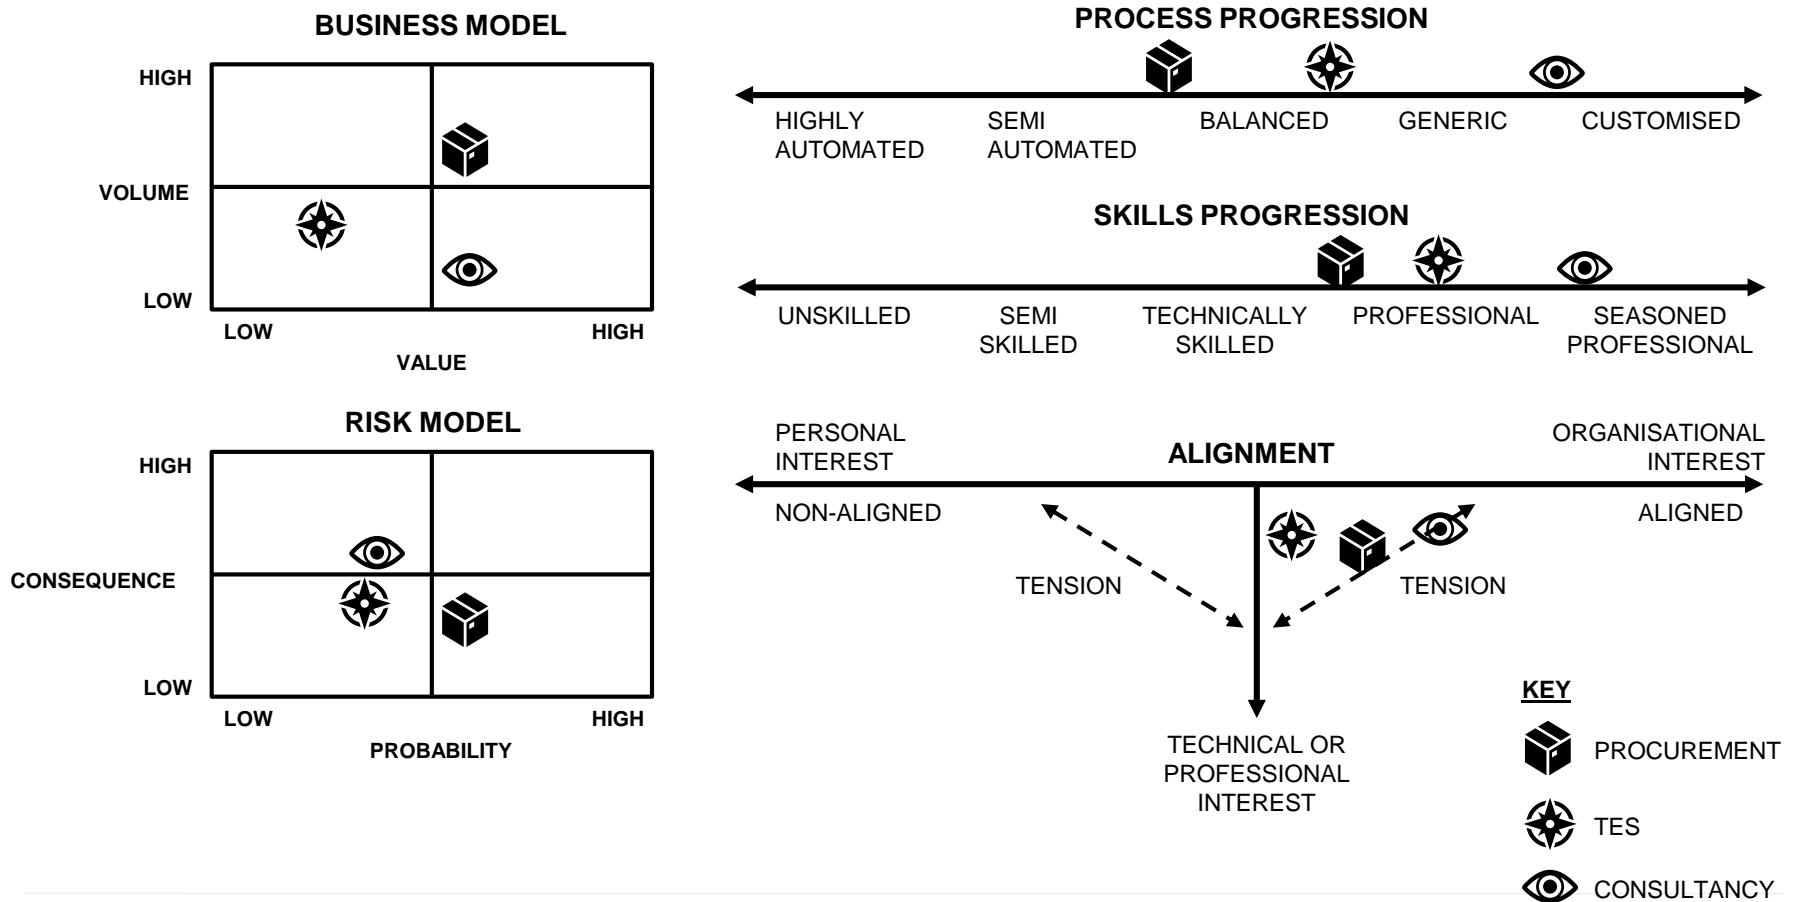 BUSINESS MODEL
HIGH
VOLUME
LOW
LOW
HIGH
VALUE
RISK MODEL
HIGH
CONSEQUENCE
LOW
LOW
HIGH
PROBABILITY
PROCESS PROGRESSION
HIGHLY
AUTOMATED
SEMI
AUTOMATED
BALANCED
GENERIC
CUSTOMISED
SKILLS PROGRESSION
UNSKILLED
SEMI
SKILLED
TECHNICALLY
SKILLED
PROFESSIONAL
SEASONED
PROFESSIONAL
PERSONAL
INTEREST
ALIGNMENT
ORGANISATIONAL
INTEREST
NON-ALIGNED
ALIGNED
TENSION
TENSION
TECHNICAL OR
PROFESSIONAL
INTEREST
KEY
PROCUREMENT
TES
CONSULTANCY